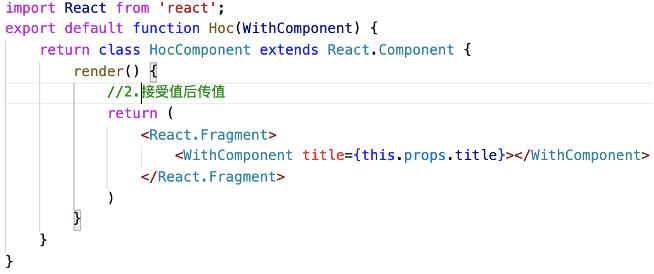 import React from 'react';
export default function Hoc(WithComponent) {
    return class HocComponent extends React.Component {
        render() {
            //2.接受值后传值
            return (
                <React.Fragment>
                    <WithComponent title={this.props.title}></WithComponent>
                </React.Fragment>
            )
        }
    }
}